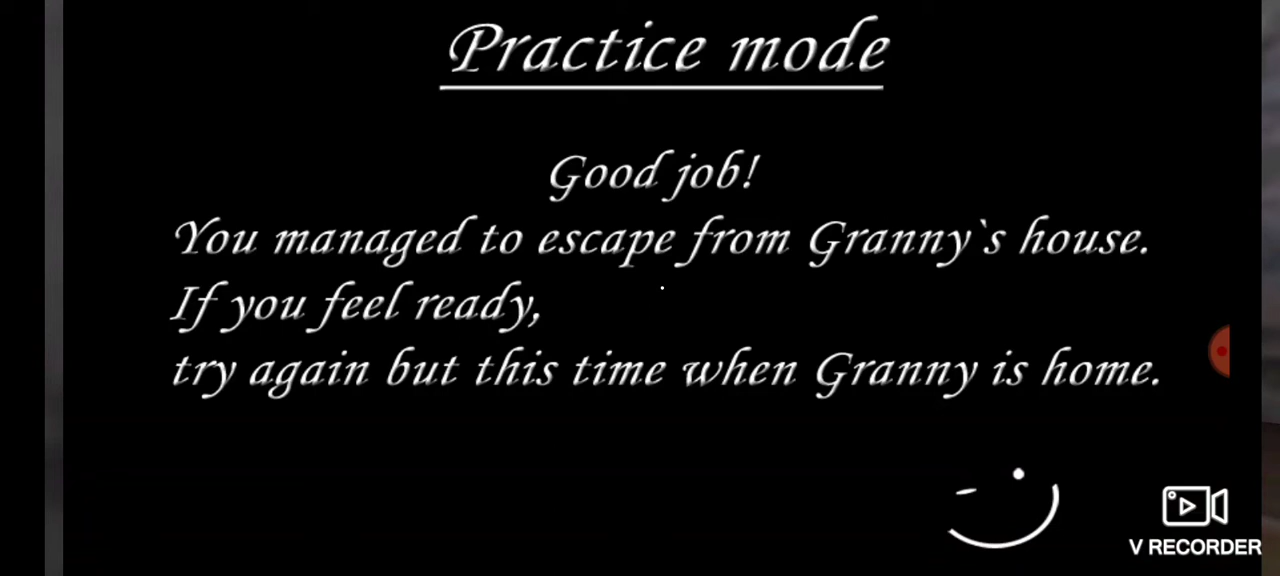 Practice mode
Good job!
You managed to escape from Granny`s house.
If you feel ready,
try again but this time when Granny is home.
V RECORDER